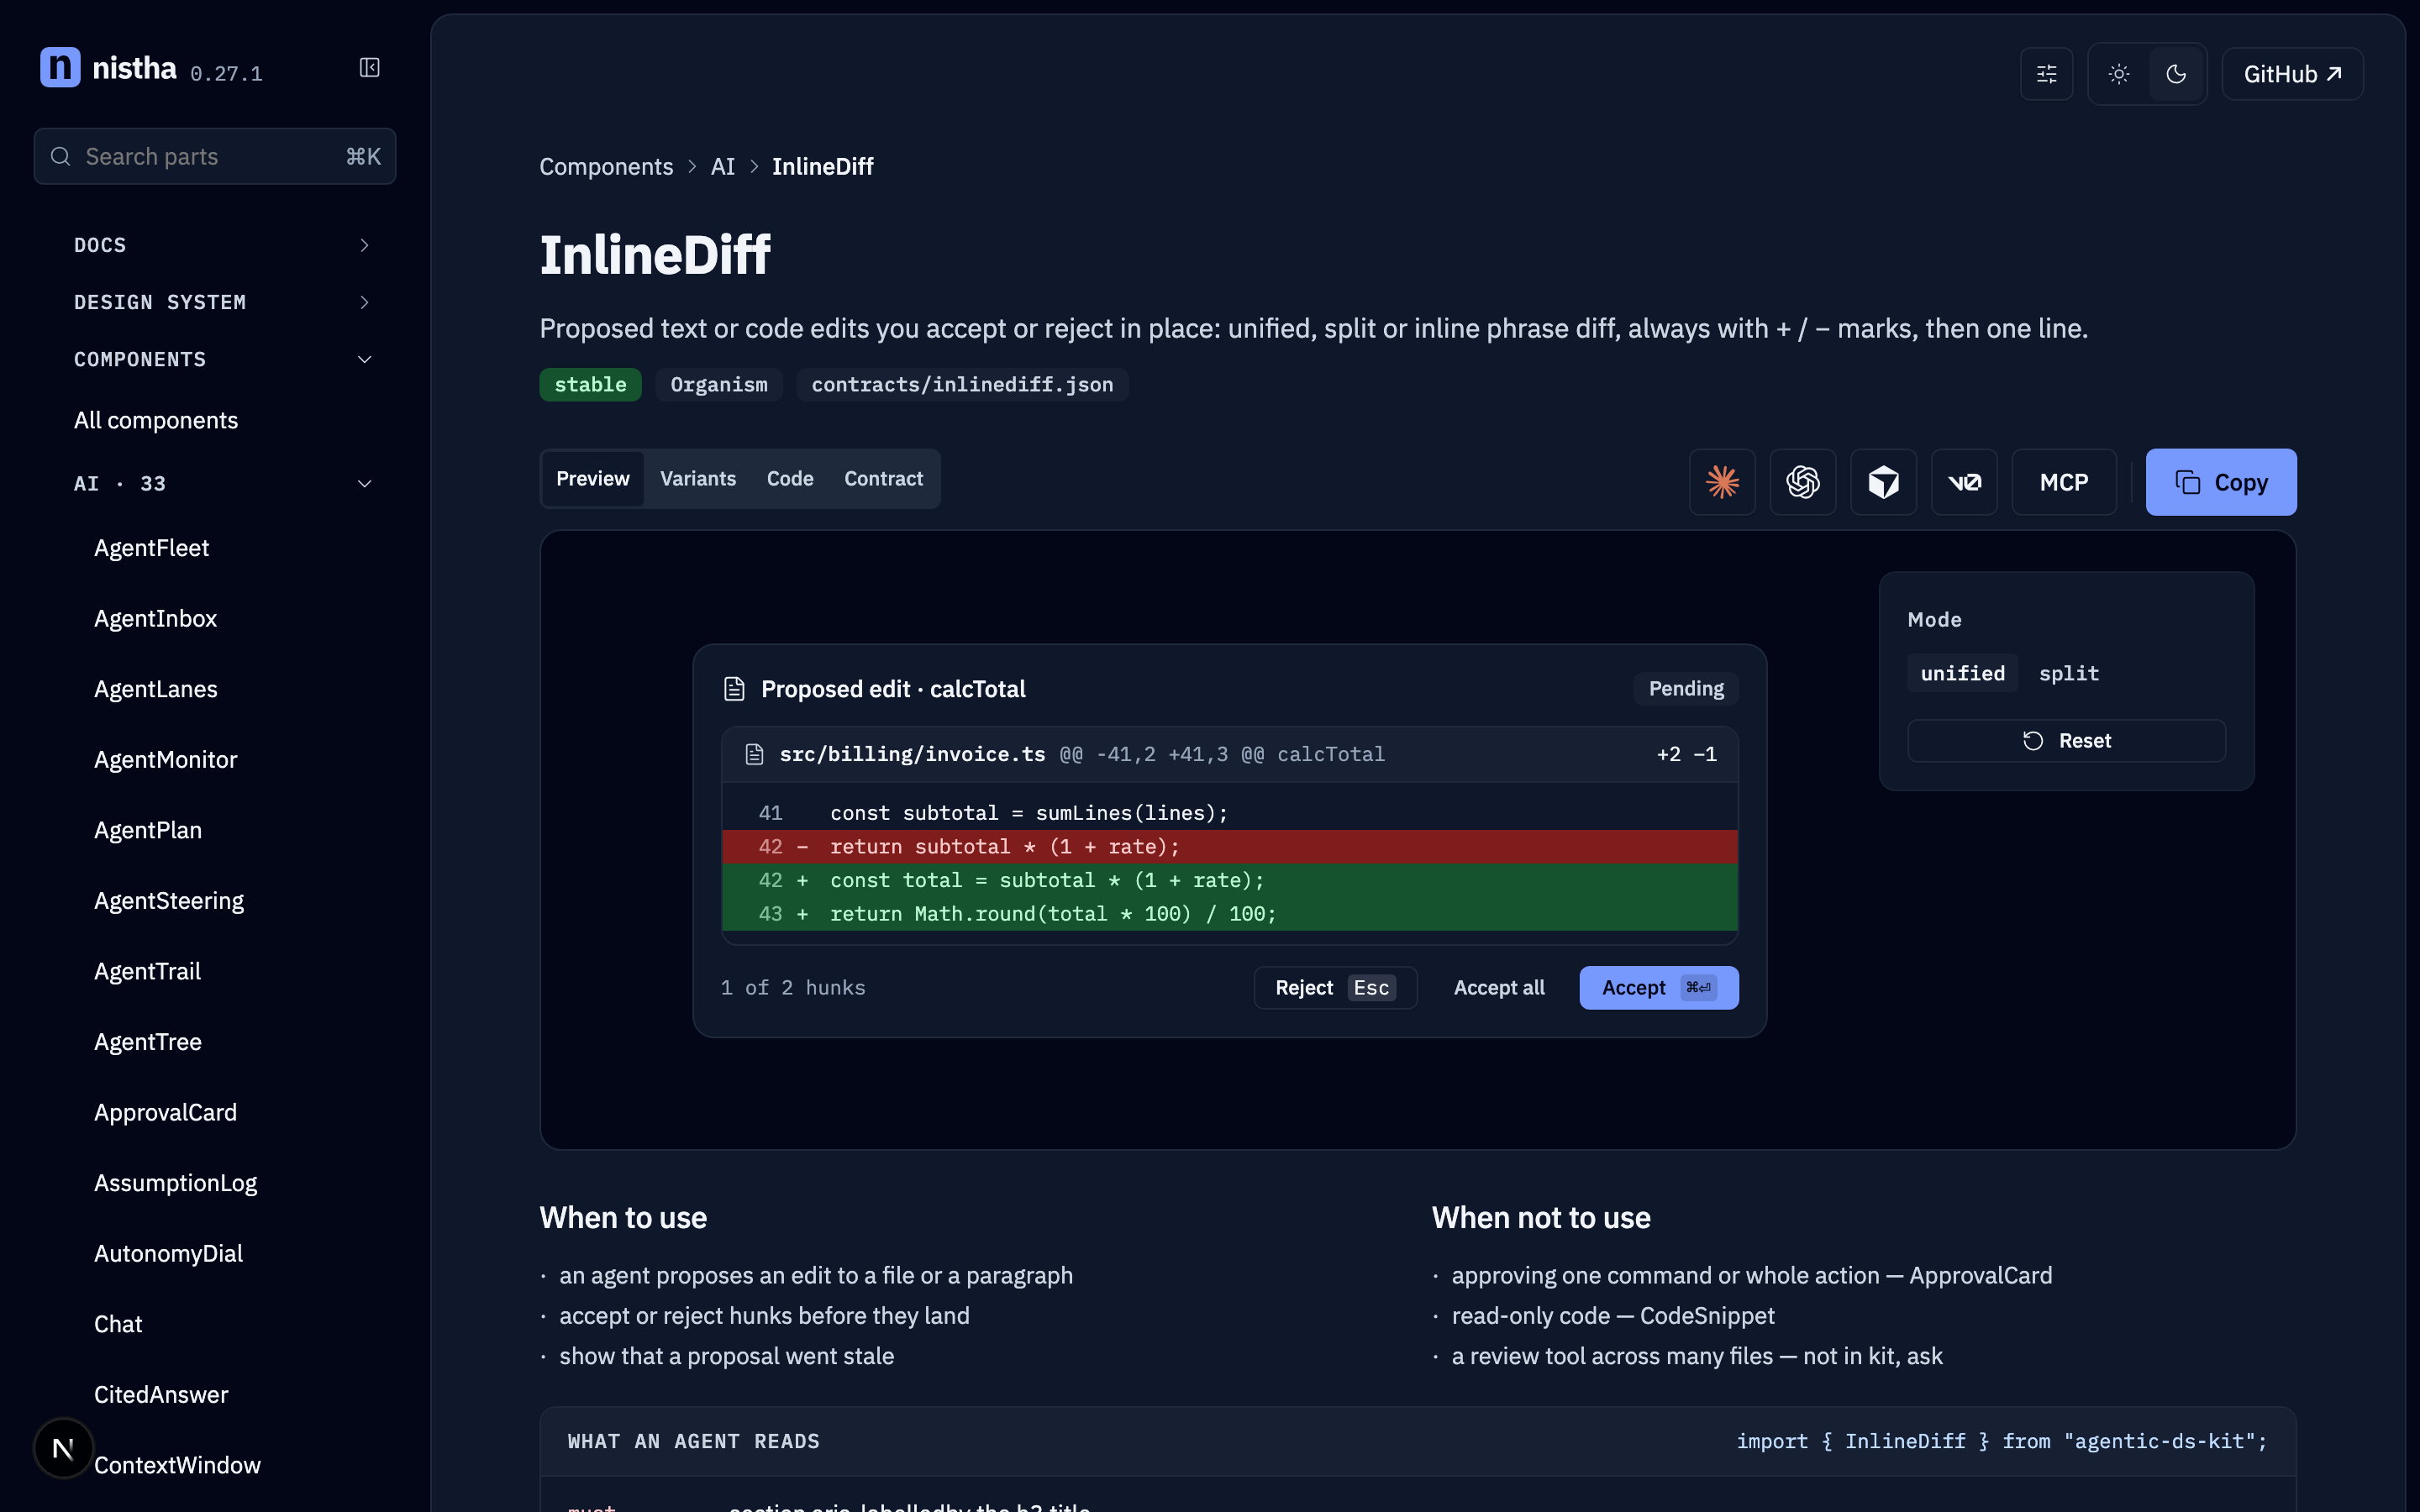 nistha 0.27.1
Search parts ⌘K
DOCS
DESIGN SYSTEM
COMPONENTS
All components
AI · 33
AgentFleet
AgentInbox
AgentLanes
AgentMonitor
AgentPlan
AgentSteering
AgentTrail
AgentTree
ApprovalCard
AssumptionLog
AutonomyDial
Chat
CitedAnswer
ContextWindow
GitHub ↗
Components > AI > InlineDiff
InlineDiff
Proposed text or code edits you accept or reject in place: unified, split or inline phrase diff, always with + / − marks, then one line.
stable Organism contracts/inlinediff.json
Preview Variants Code Contract
v0 MCP Copy
Mode
unified split
Reset
Proposed edit · calcTotal Pending
src/billing/invoice.ts @@ -41,2 +41,3 @@ calcTotal +2 −1
41 const subtotal = sumLines(lines);
42 − return subtotal * (1 + rate);
42 + const total = subtotal * (1 + rate);
43 + return Math.round(total * 100) / 100;
1 of 2 hunks Reject Esc Accept all Accept ⌘⏎
When to use
· an agent proposes an edit to a file or a paragraph
· accept or reject hunks before they land
· show that a proposal went stale
When not to use
· approving one command or whole action — ApprovalCard
· read-only code — CodeSnippet
· a review tool across many files — not in kit, ask
WHAT AN AGENT READS import { InlineDiff } from "agentic-ds-kit";